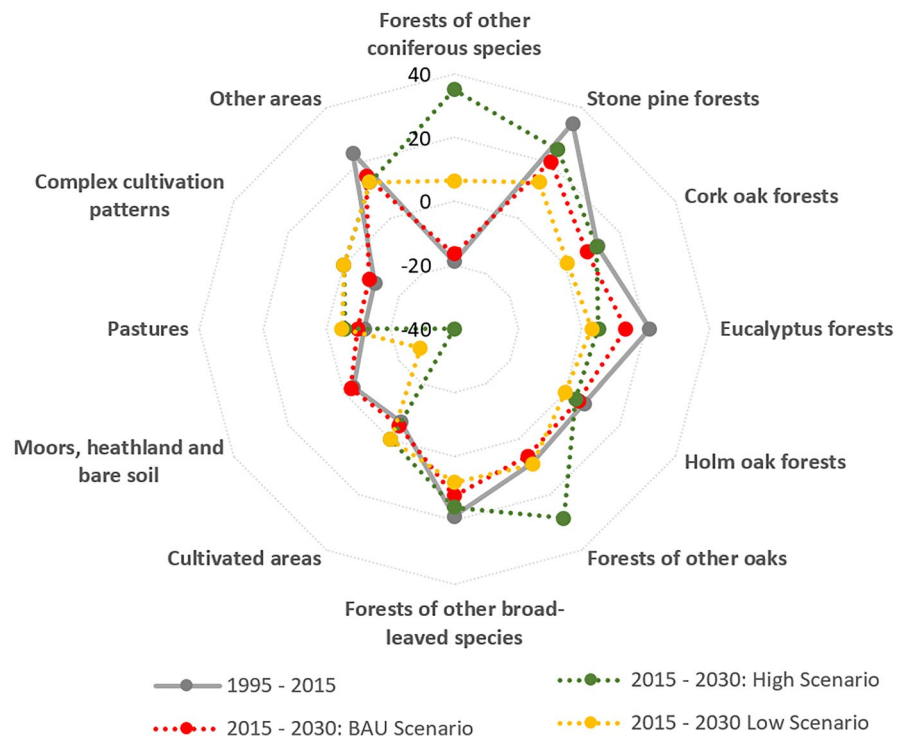 Forests of other
coniferous species
40
Other areas
Stone pine forests
20
Complex cultivation
patterns
Cork oak forests
0
-20
Pastures
-40
Eucalyptus forests
Moors, heathland and
bare soil
Holm oak forests
Cultivated areas
Forests of other oaks
Forests of other broad-
leaved species
1995 - 2015
2015 - 2030: High Scenario
2015 - 2030: BAU Scenario
2015 - 2030 Low Scenario